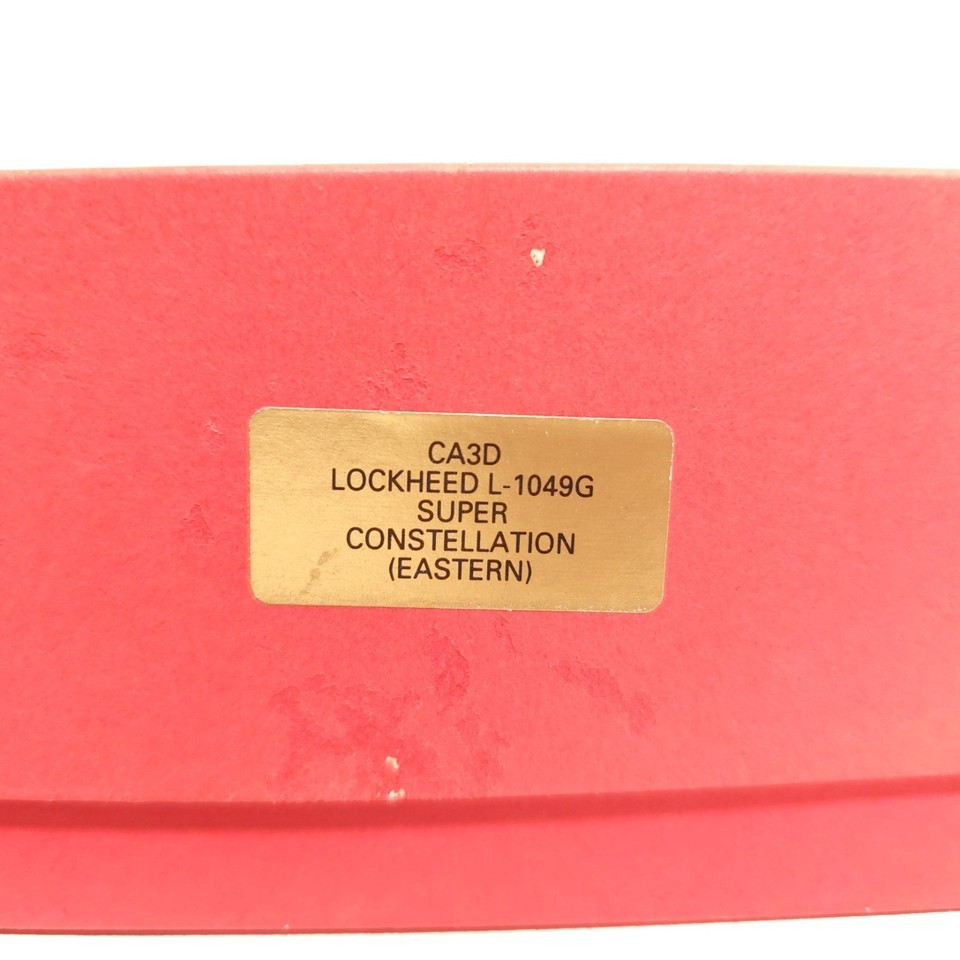 CA3D
LOCKHEED L-1049G
SUPER
CONSTELLATION
(EASTERN)